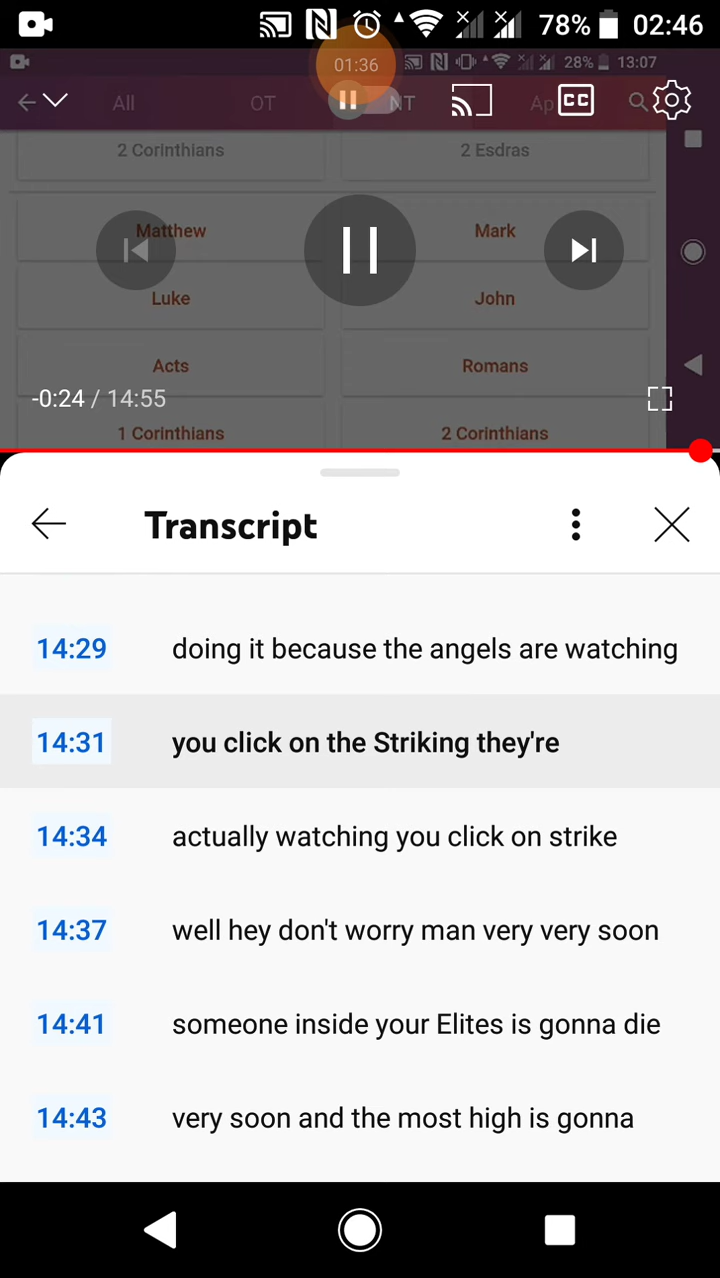 78% 02:46
28% 13:07
01:36
All OT NT Ap
CC
2 Corinthians 2 Esdras
Matthew Mark
Luke John
Acts Romans
1 Corinthians 2 Corinthians
-0:24 / 14:55
Transcript
14:29 doing it because the angels are watching
14:31 you click on the Striking they're
14:34 actually watching you click on strike
14:37 well hey don't worry man very very soon
14:41 someone inside your Elites is gonna die
14:43 very soon and the most high is gonna